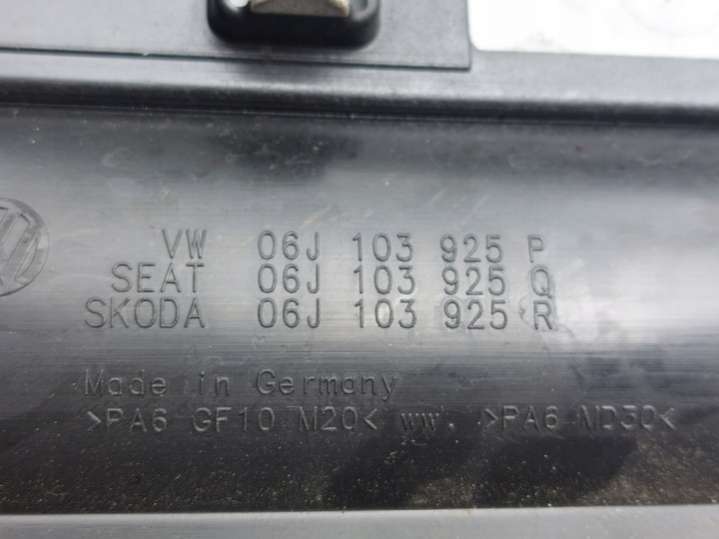 VW 06J 103 925 P
SEAT 06J 103 925 Q
SKODA 06J 103 925 R
Made in Germany
>PA6 GF10 M20< ww. >PA6-MD30<